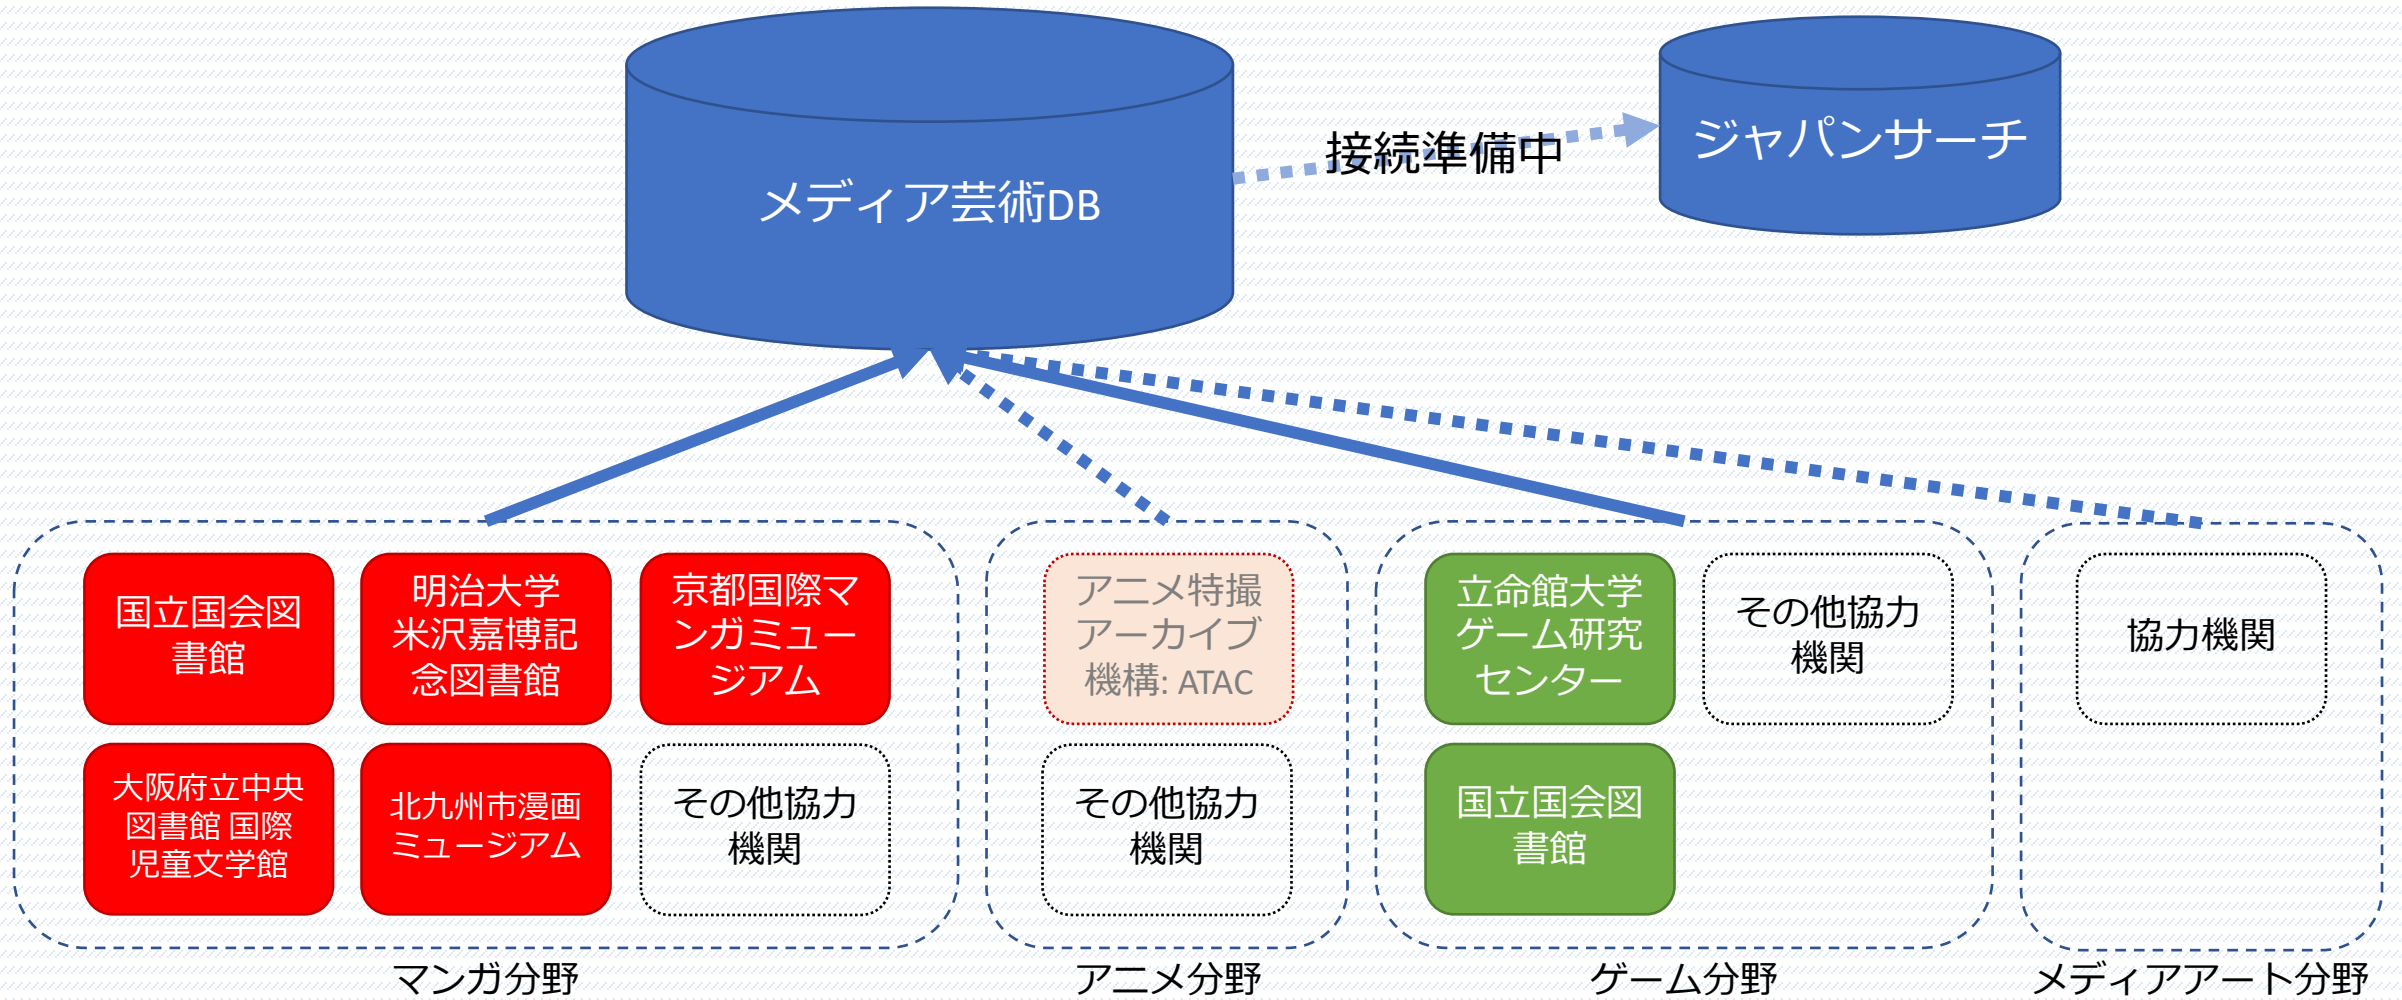 メディア芸術DB
接続準備中
ジャパンサーチ
国立国会図
書館
明治大学
米沢嘉博記
念図書館
京都国際マ
ンガミュー
ジアム
大阪府立中央
図書館 国際
児童文学館
北九州市漫画
ミュージアム
その他協力
機関
マンガ分野
アニメ特撮
アーカイブ
機構: ATAC
その他協力
機関
アニメ分野
立命館大学
ゲーム研究
センター
その他協力
機関
国立国会図
書館
ゲーム分野
協力機関
メディアアート分野